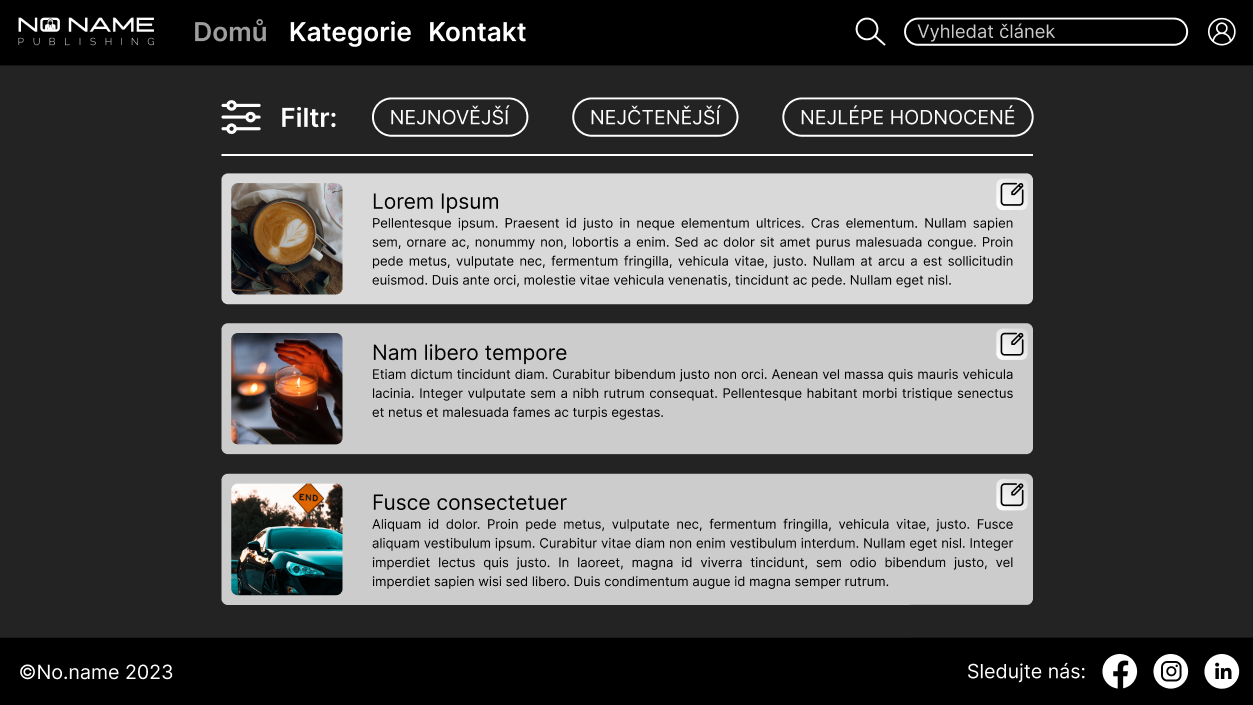 NO NAME
PUBLISHING
Domů Kategorie Kontakt
Vyhledat článek
Filtr: NEJNOVĚJŠÍ NEJČTENĚJŠÍ NEJLÉPE HODNOCENÉ
Lorem Ipsum
Pellentesque ipsum. Praesent id justo in neque elementum ultrices. Cras elementum. Nullam sapien
sem, ornare ac, nonummy non, lobortis a enim. Sed ac dolor sit amet purus malesuada congue. Proin
pede metus, vulputate nec, fermentum fringilla, vehicula vitae, justo. Nullam at arcu a est sollicitudin
euismod. Duis ante orci, molestie vitae vehicula venenatis, tincidunt ac pede. Nullam eget nisl.
Nam libero tempore
Etiam dictum tincidunt diam. Curabitur bibendum justo non orci. Aenean vel massa quis mauris vehicula
lacinia. Integer vulputate sem a nibh rutrum consequat. Pellentesque habitant morbi tristique senectus
et netus et malesuada fames ac turpis egestas.
END
Fusce consectetuer
Aliquam id dolor. Proin pede metus, vulputate nec, fermentum fringilla, vehicula vitae, justo. Fusce
aliquam vestibulum ipsum. Curabitur vitae diam non enim vestibulum interdum. Nullam eget nisl. Integer
imperdiet lectus quis justo. In laoreet, magna id viverra tincidunt, sem odio bibendum justo, vel
imperdiet sapien wisi sed libero. Duis condimentum augue id magna semper rutrum.
©No.name 2023
Sledujte nás: f in